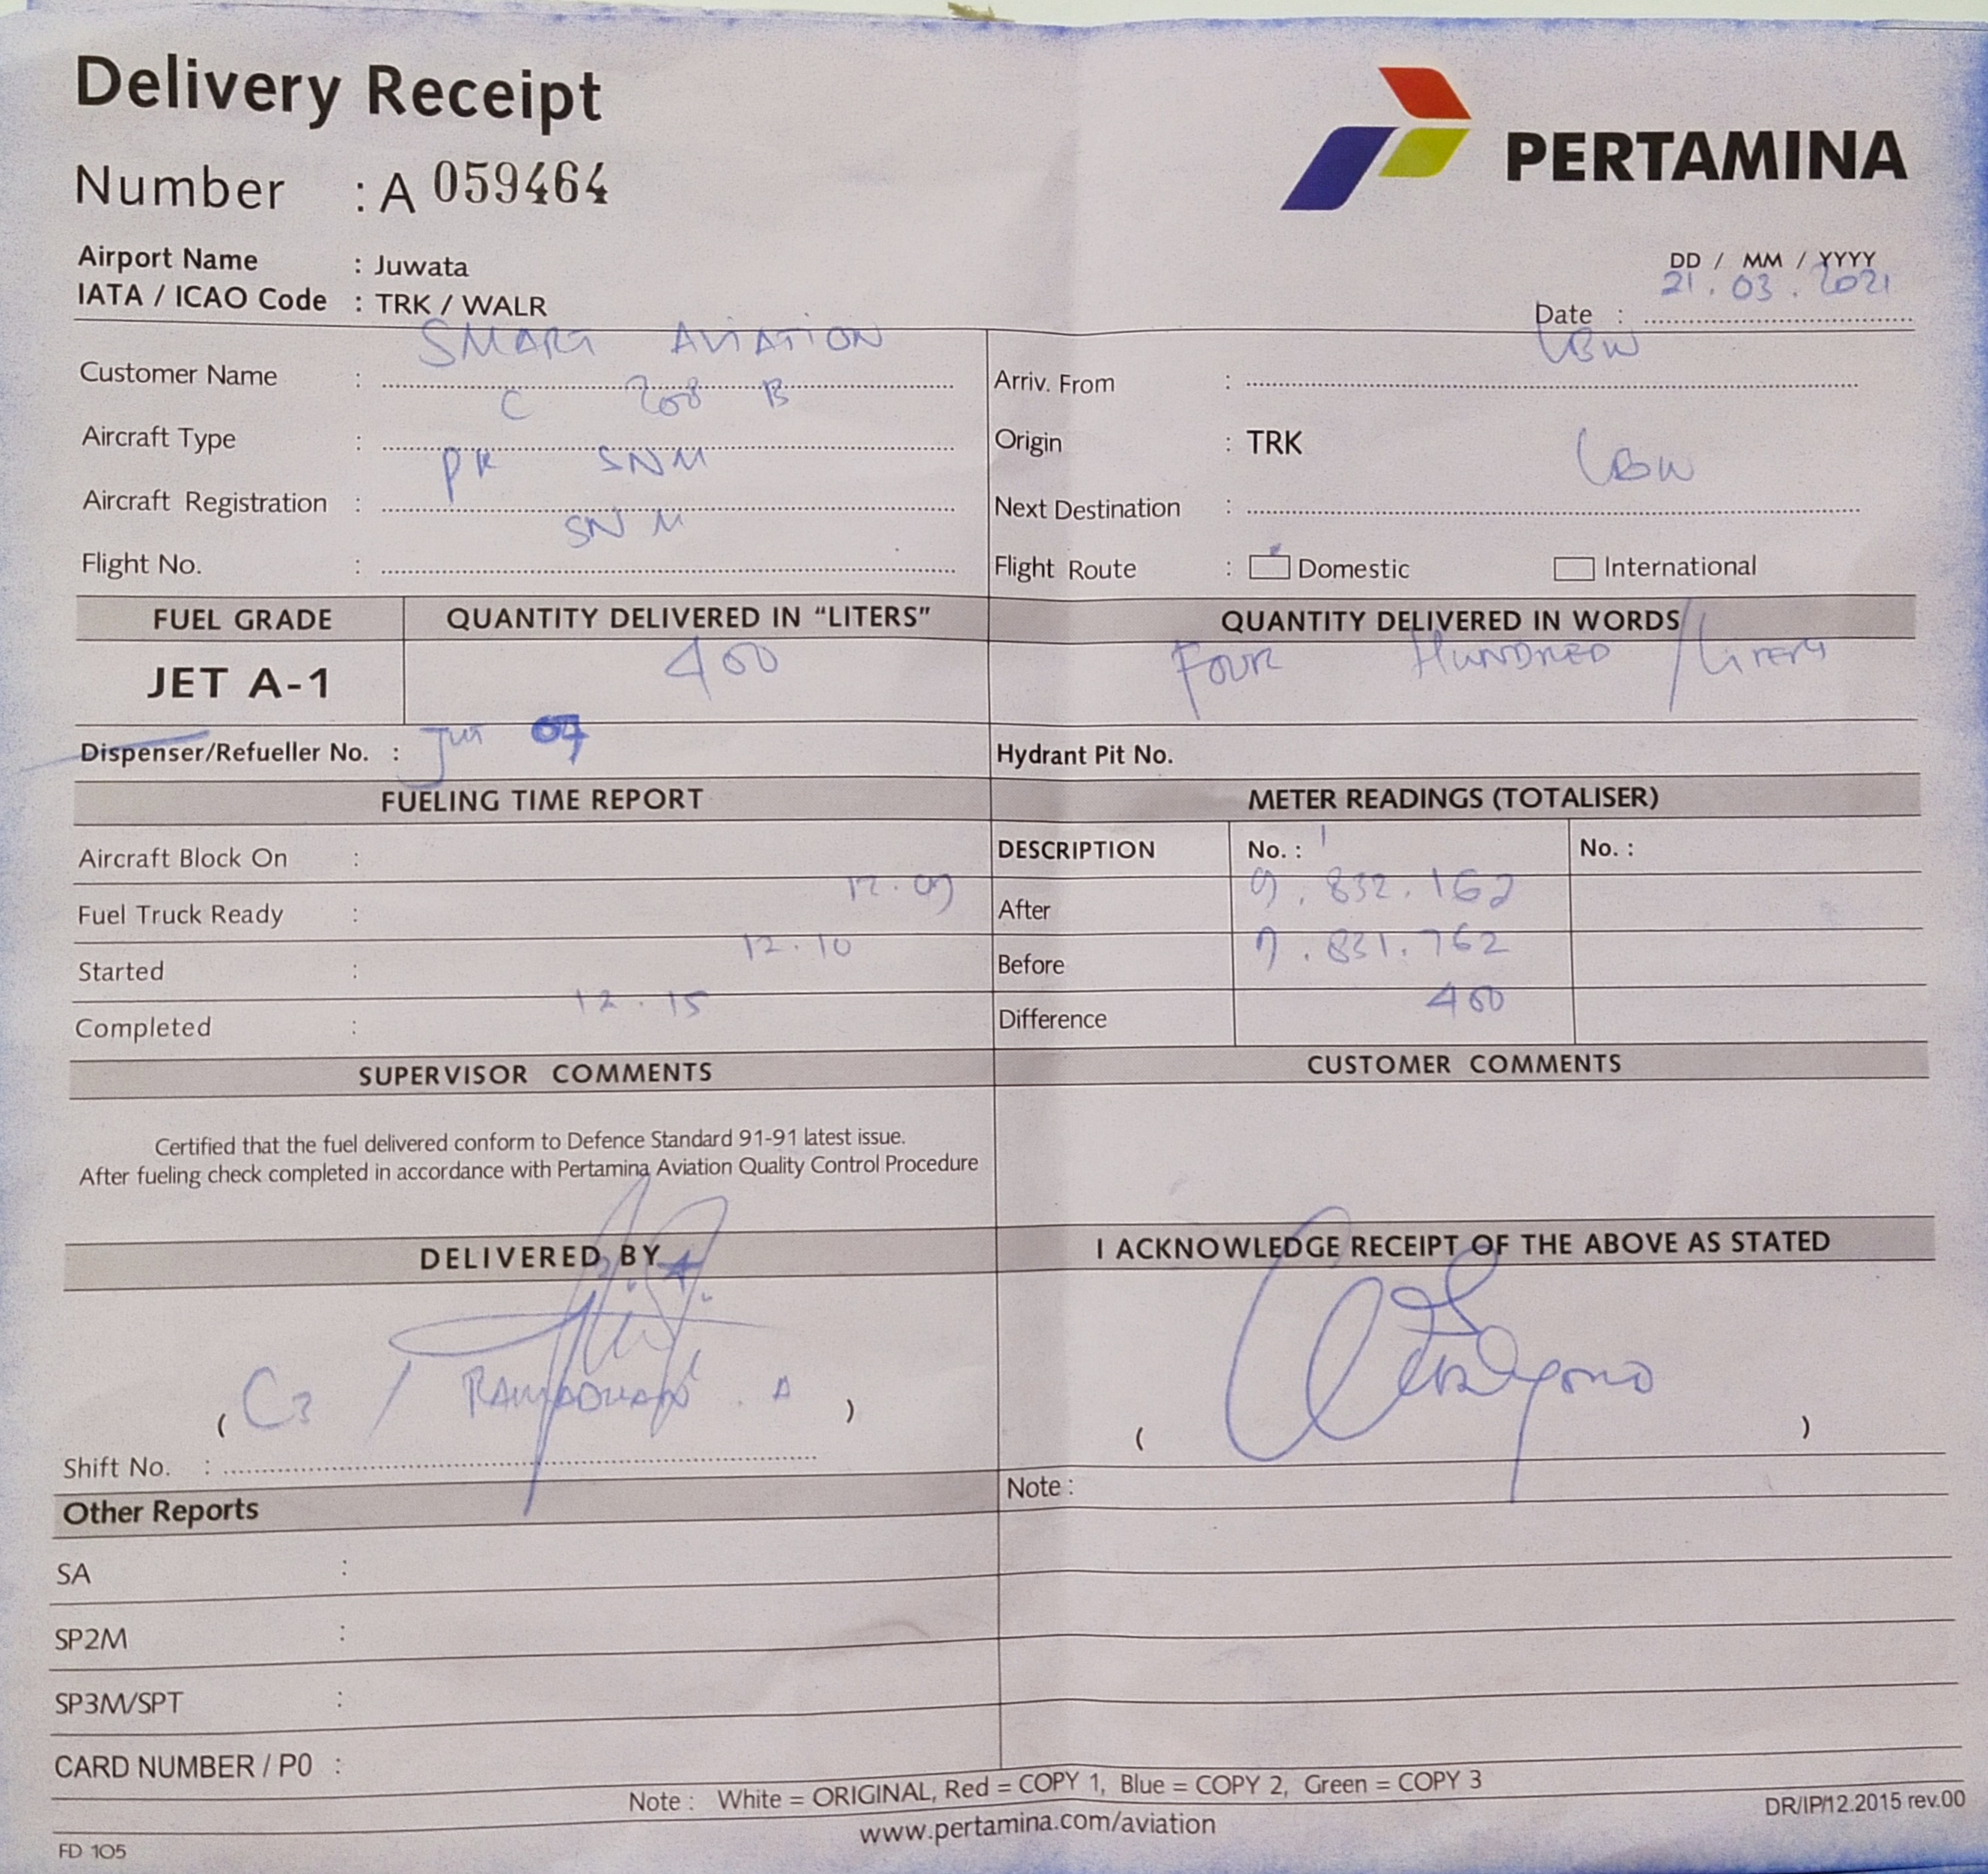 Delivery Receipt
PERTAMINA
Number : A 059464
Airport Name : Juwata
IATA / ICAO Code : TRK / WALR
DD / MM / YYYY
Date : 21.03.2021
Customer Name : SMART AVIATION
Arriv. From : LBW
Aircraft Type : C 208 B
Origin : TRK
Aircraft Registration : PK SNM
Next Destination : LBW
Flight No. : SNM
Flight Route : Domestic International
FUEL GRADE QUANTITY DELIVERED IN “LITERS” QUANTITY DELIVERED IN WORDS
JET A-1 400 FOUR HUNDRED / Liters
Dispenser/Refueller No. : 07
Hydrant Pit No.
FUELING TIME REPORT METER READINGS (TOTALISER)
Aircraft Block On :
DESCRIPTION No. : 1 No. :
Fuel Truck Ready : 12.09
After 9.832.162
Started : 12.10
Before 9.831.762
Completed : 12.15
Difference 400
SUPERVISOR COMMENTS CUSTOMER COMMENTS
Certified that the fuel delivered conform to Defence Standard 91-91 latest issue.
After fueling check completed in accordance with Pertamina Aviation Quality Control Procedure
DELIVERED BY I ACKNOWLEDGE RECEIPT OF THE ABOVE AS STATED
( C3 / RAMADHANI . A )
( )
Shift No. :
Note :
Other Reports
SA :
SP2M :
SP3M/SPT :
CARD NUMBER / P0 :
Note : White = ORIGINAL, Red = COPY 1, Blue = COPY 2, Green = COPY 3
www.pertamina.com/aviation
DR/IP/12.2015 rev.00
FD 105